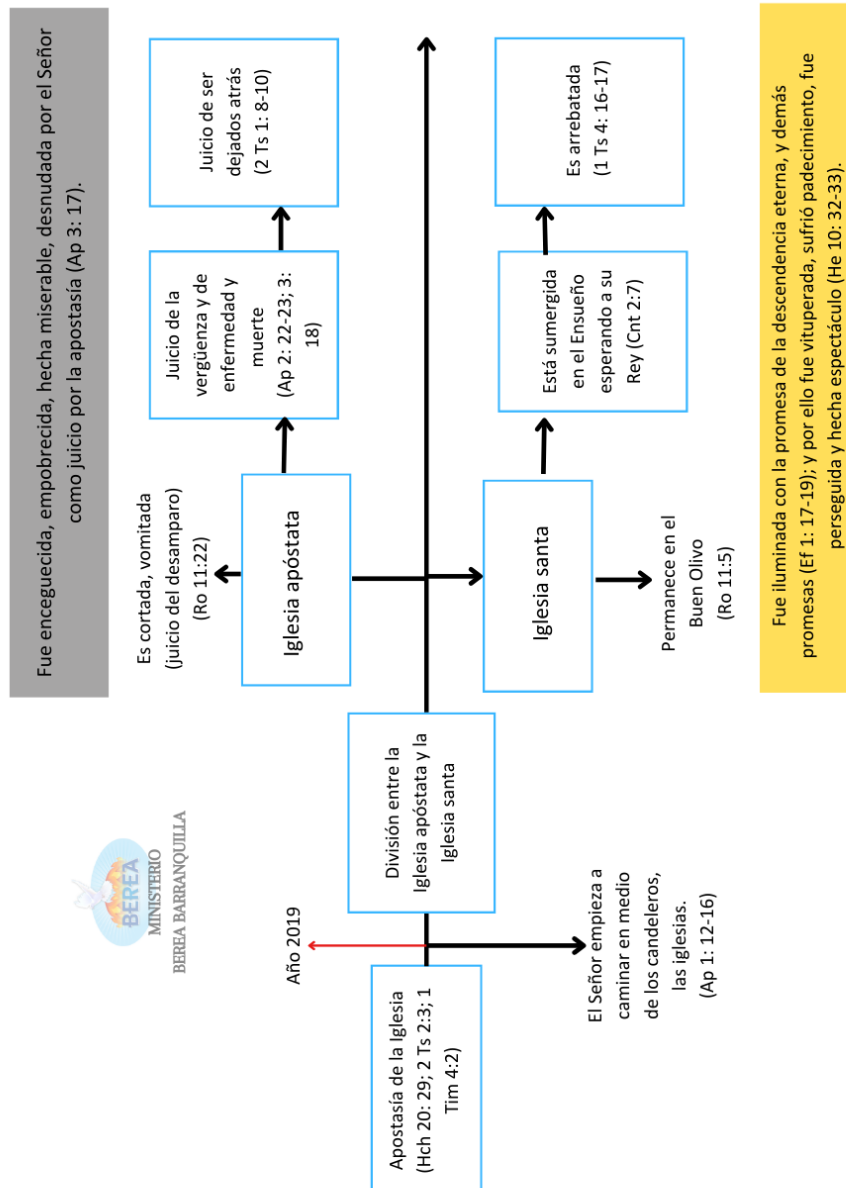 Fue enceguecida, empobrecida, hecha miserable, desnudada por el Señor
como juicio por la apostasía (Ap 3: 17).
BEREA
MINISTERIO
BEREA BARRANQUILLA
Es cortada, vomitada
(juicio del desamparo)
(Ro 11:22)
Juicio de la
vergüenza y de
enfermedad y
muerte
(Ap 2: 22-23; 3:
18)
Juicio de ser
dejados atrás
(2 Ts 1: 8-10)
Iglesia apóstata
Año 2019
Apostasía de la Iglesia
(Hch 20: 29; 2 Ts 2:3; 1
Tim 4:2)
División entre la
Iglesia apóstata y la
Iglesia santa
El Señor empieza a
caminar en medio
de los candeleros,
las iglesias.
(Ap 1: 12-16)
Iglesia santa
Está sumergida
en el Ensueño
esperando a su
Rey (Cnt 2:7)
Es arrebatada
(1 Ts 4: 16-17)
Permanece en el
Buen Olivo
(Ro 11:5)
Fue iluminada con la promesa de la descendencia eterna, y demás
promesas (Ef 1: 17-19); y por ello fue vituperada, sufrió padecimiento, fue
perseguida y hecha espectáculo (He 10: 32-33).